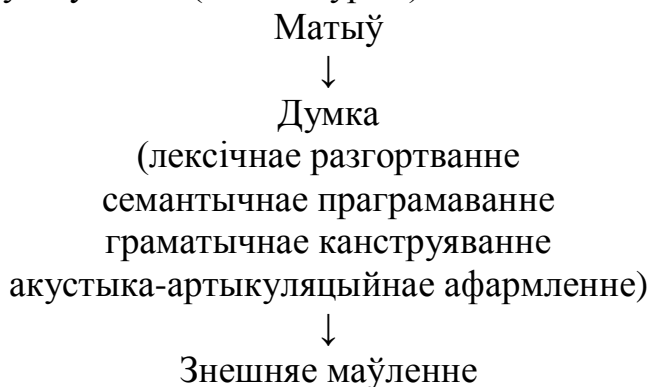 Матыў
↓
Думка
(лексічнае разгортванне
семантычнае праграмаванне
граматычнае канструяванне
акустыка-артыкуляцыйнае афармленне)
↓
Знешняе маўленне